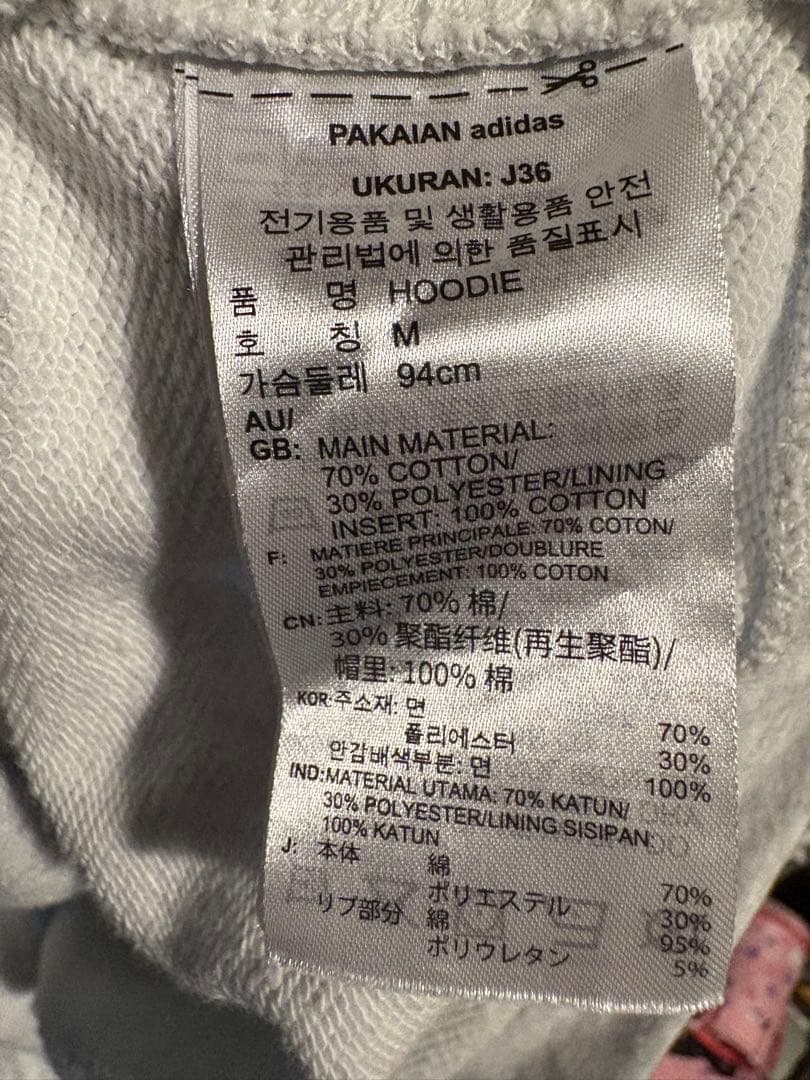 PAKAIAN adidas
UKURAN: J36
전기용품 및 생활용품 안전
관리법에 의한 품질표시
품 명 HOODIE
호 칭 M
가슴둘레 94cm
AU/
GB: MAIN MATERIAL:
70% COTTON/
30% POLYESTER/LINING
INSERT: 100% COTTON
F: MATIERE PRINCIPALE: 70% COTON/
30% POLYESTER/DOUBLURE
EMPIECEMENT: 100% COTON
CN: 主料: 70% 棉/
30% 聚酯纤维(再生聚酯)/
帽里: 100% 棉
KOR: 주소재: 면 70%
폴리에스터 30%
안감배색부분: 면 100%
IND: MATERIAL UTAMA: 70% KATUN/
30% POLYESTER/LINING SISIPAN:
100% KATUN
J: 本体 綿 70%
ポリエステル 30%
リブ部分 綿 95%
ポリウレタン 5%